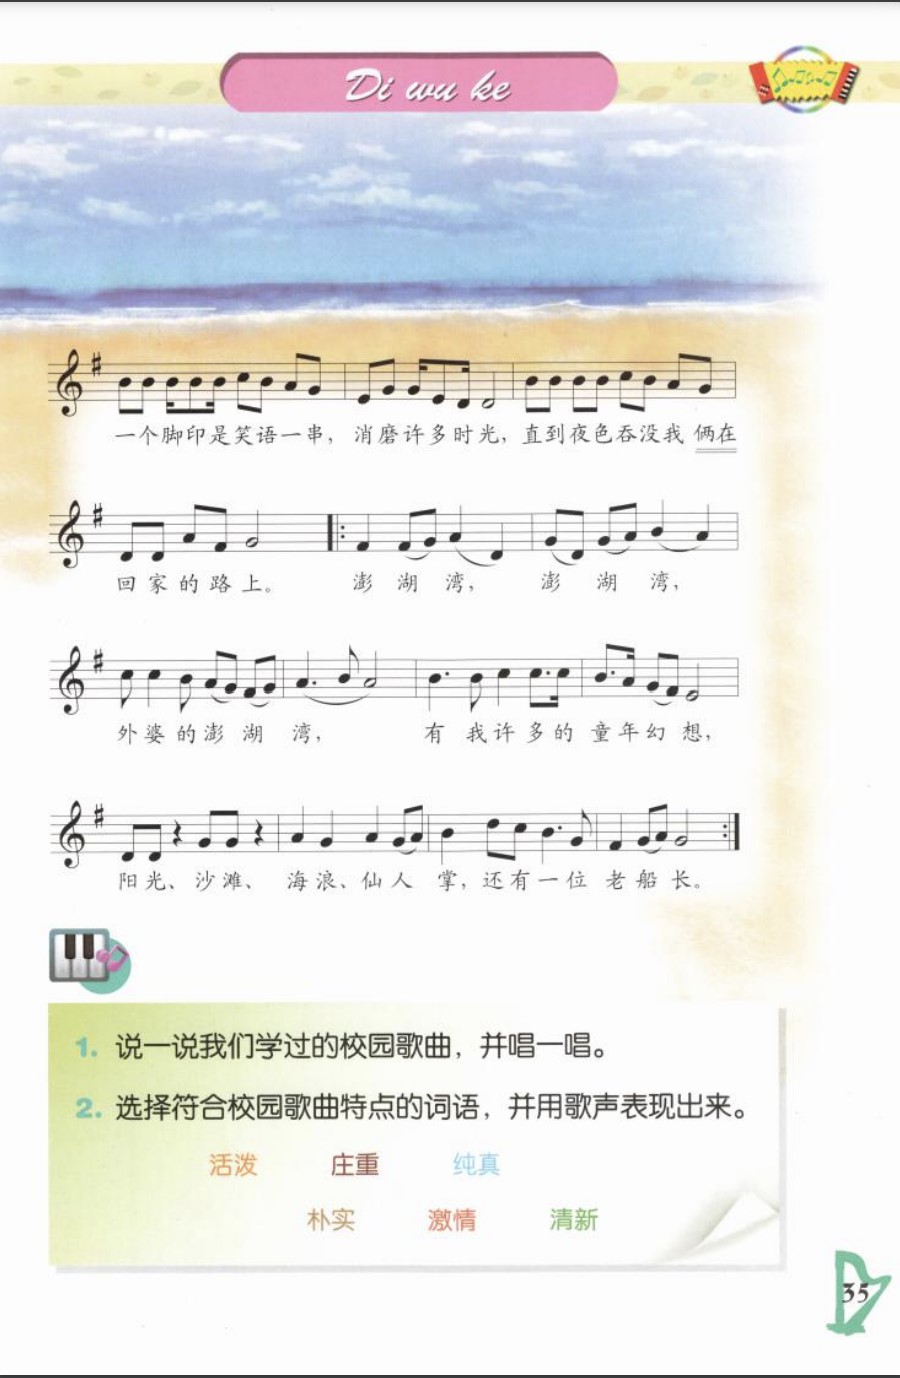 Di wu ke
一个脚印是笑语一串，消磨许多时光，直到夜色吞没我 俩在
回 家 的 路 上。 澎 湖 湾， 澎 湖 湾，
外 婆 的 澎 湖 湾， 有 我 许 多 的 童 年 幻 想，
阳 光、沙 滩、 海 浪、仙 人 掌，还 有 一 位 老 船 长。
1. 说一说我们学过的校园歌曲，并唱一唱。
2. 选择符合校园歌曲特点的词语，并用歌声表现出来。
活泼 庄重 纯真
朴实 激情 清新
35